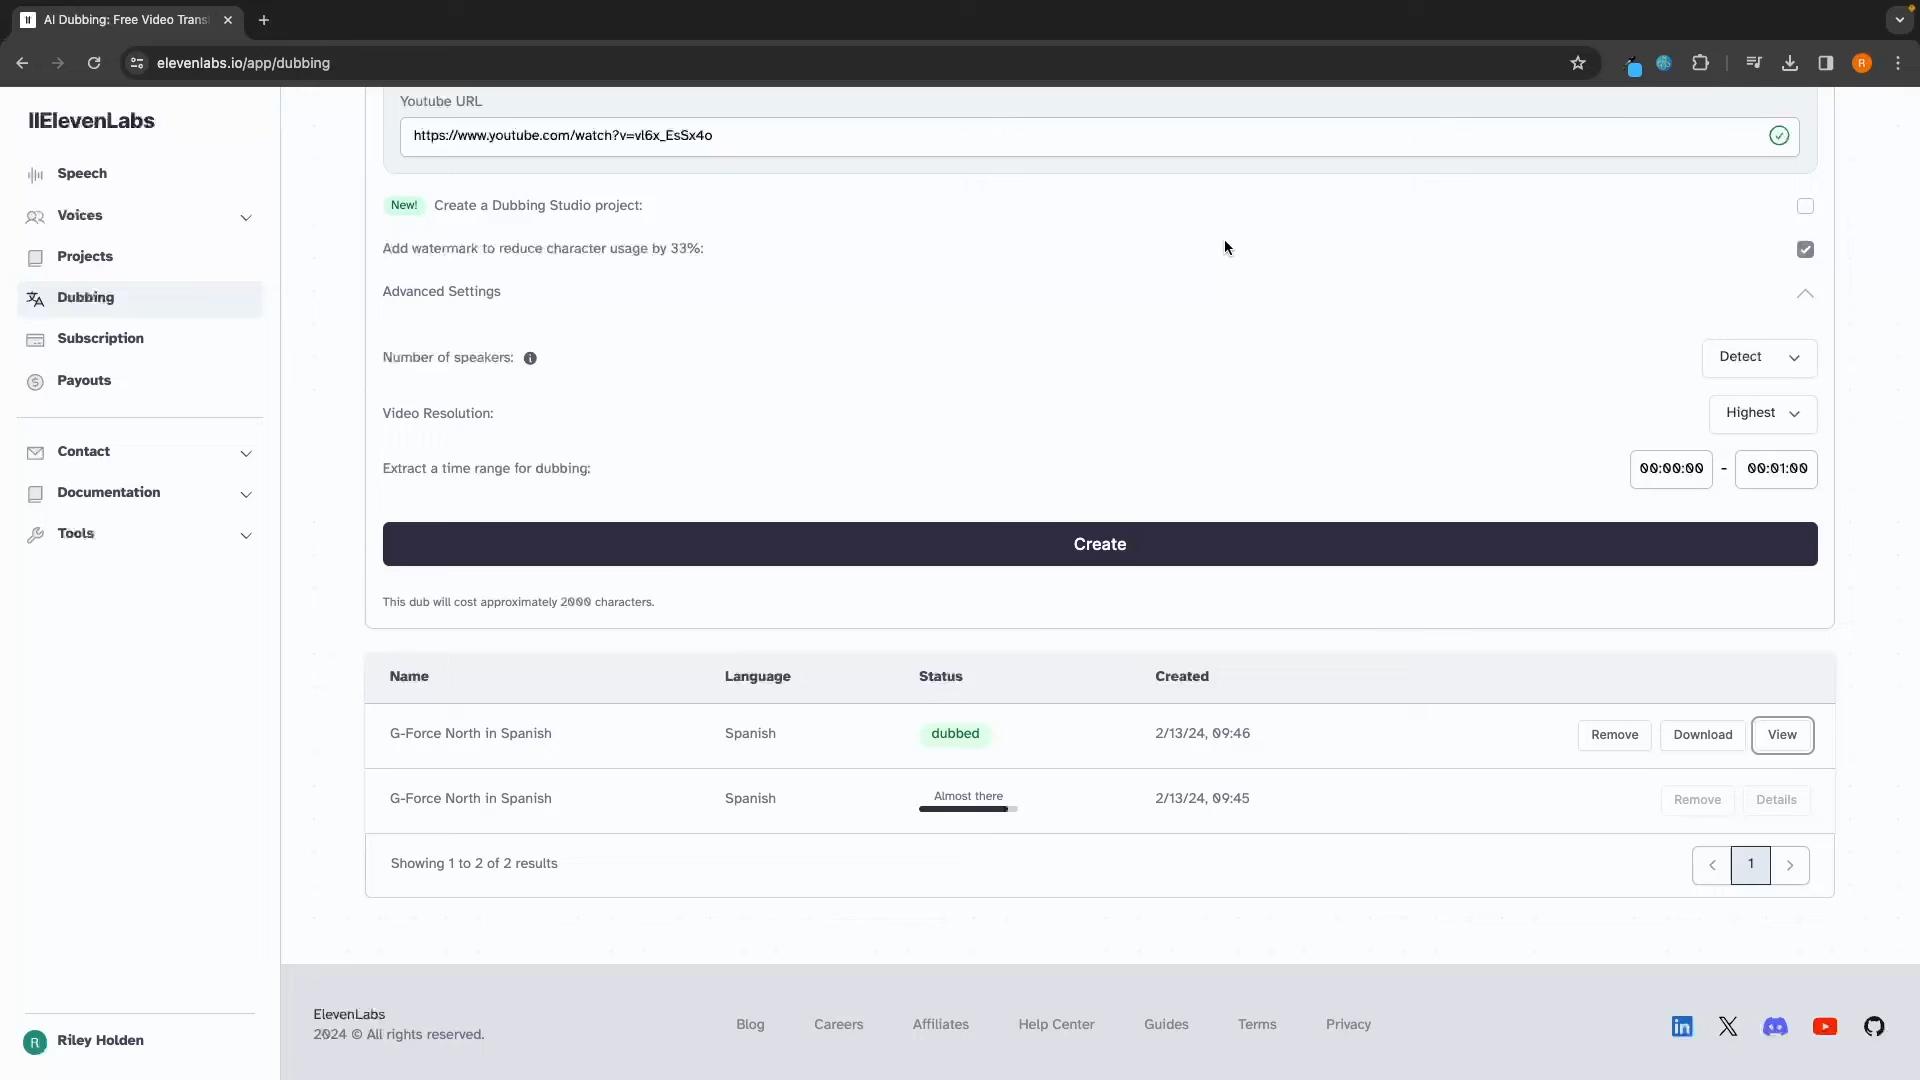 AI Dubbing: Free Video Trans
elevenlabs.io/app/dubbing
R
IIElevenLabs
Speech
Voices
Projects
Dubbing
Subscription
Payouts
Contact
Documentation
Tools
R Riley Holden
Youtube URL
https://www.youtube.com/watch?v=vl6x_EsSx4o
New! Create a Dubbing Studio project:
Add watermark to reduce character usage by 33%:
Advanced Settings
Number of speakers: Detect
Video Resolution: Highest
Extract a time range for dubbing: 00:00:00 - 00:01:00
Create
This dub will cost approximately 2000 characters.
Name Language Status Created
G-Force North in Spanish Spanish dubbed 2/13/24, 09:46 Remove Download View
G-Force North in Spanish Spanish Almost there 2/13/24, 09:45 Remove Details
Showing 1 to 2 of 2 results 1
ElevenLabs
2024 © All rights reserved.
Blog Careers Affiliates Help Center Guides Terms Privacy